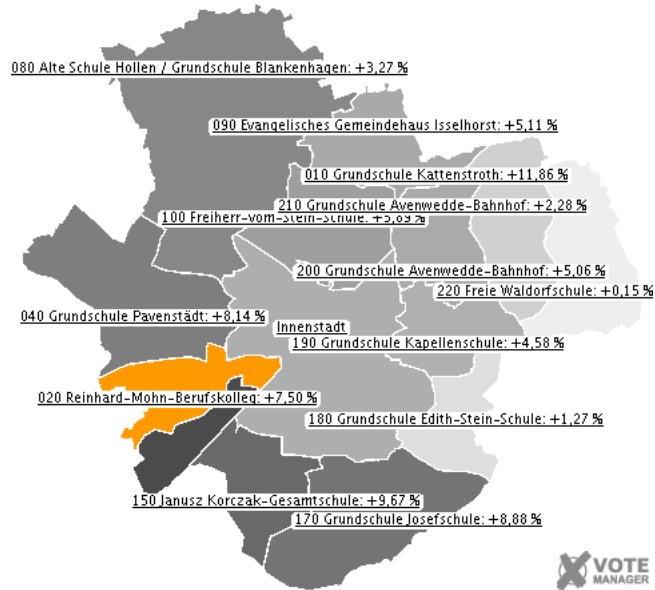 080 Alte Schule Hollen / Grundschule Blankenhagen: +3,27 %
090 Evangelisches Gemeindehaus Isselhorst: +5,11 %
010 Grundschule Kattenstroth: +11,86 %
210 Grundschule Avenwedde-Bahnhof: +2,28 %
100 Freiherr-vom-Stein-Schule:
200 Grundschule Avenwedde-Bahnhof: +5,06 %
220 Freie Waldorfschule: +0,15 %
040 Grundschule Pavenstädt: +8,14 %
Innenstadt
190 Grundschule Kapellenschule: +4,58 %
020 Reinhard-Mohn-Berufskolleg: +7,50 %
180 Grundschule Edith-Stein-Schule: +1,27 %
150 Janusz Korczak-Gesamtschule: +9,67 %
170 Grundschule Josefschule: +8,88 %
VOTE
MANAGER